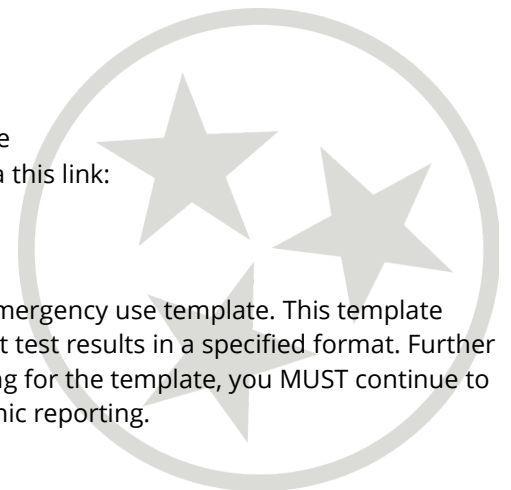 e
a this link:
mergency use template. This template
t test results in a specified format. Further
g for the template, you MUST continue to
nic reporting.